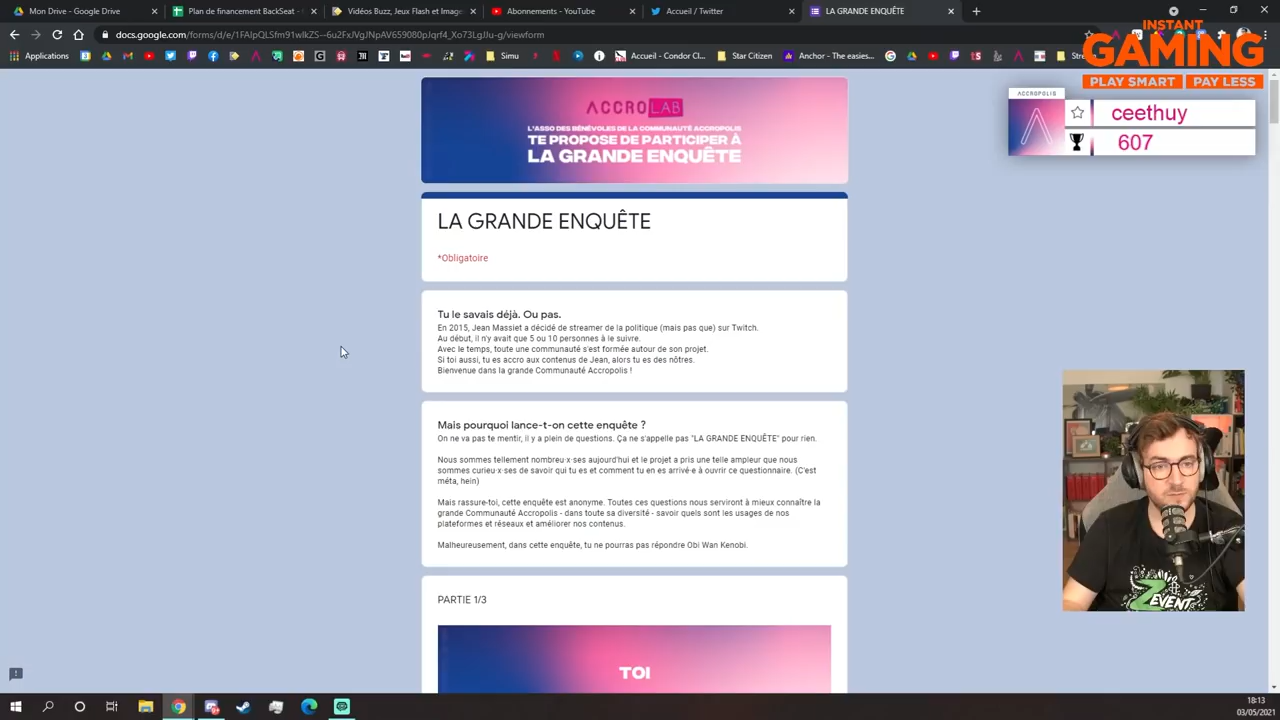 Mon Drive - Google Drive
Plan de financement BackSeat - S
Vidéos Buzz, Jeux Flash et Image
Abonnements - YouTube
Accueil / Twitter
LA GRANDE ENQUÊTE
Applications
Simu
Accueil - Condor Cl...
Star Citizen
Anchor - The easies...
INSTANT
GAMING
PLAY SMART
PAY LESS
ACCROPOLIS
ceethuy
607
ACCROLAB
L'ASSO DES BÉNÉVOLES DE LA COMMUNAUTÉ ACCROPOLIS
TE PROPOSE DE PARTICIPER À
LA GRANDE ENQUÊTE
LA GRANDE ENQUÊTE
*Obligatoire
Tu le savais déjà. Ou pas.
En 2015, Jean Massiet a décidé de streamer de la politique (mais pas que) sur Twitch.
Au début, il n'y avait que 5 ou 10 personnes à le suivre.
Avec le temps, toute une communauté s'est formée autour de son projet.
Si toi aussi, tu es accro aux contenus de Jean, alors tu es des nôtres.
Bienvenue dans la grande Communauté Accropolis !
Mais pourquoi lance-t-on cette enquête ?
On ne va pas te mentir, il y a plein de questions. Ça ne s'appelle pas "LA GRANDE ENQUÊTE" pour rien.
Nous sommes tellement nombreu·x·ses aujourd'hui et le projet a pris une telle ampleur que nous
sommes curieu·x·ses de savoir qui tu es et comment tu en es arrivé·e à ouvrir ce questionnaire. (C'est
méta, hein)
Mais rassure-toi, cette enquête est anonyme. Toutes ces questions nous serviront à mieux connaître la
grande Communauté Accropolis - dans toute sa diversité - savoir quels sont les usages de nos
plateformes et réseaux et améliorer nos contenus.
Malheureusement, dans cette enquête, tu ne pourras pas répondre Obi Wan Kenobi.
PARTIE 1/3
TOI
ZEVENT
18:13
03/05/2021